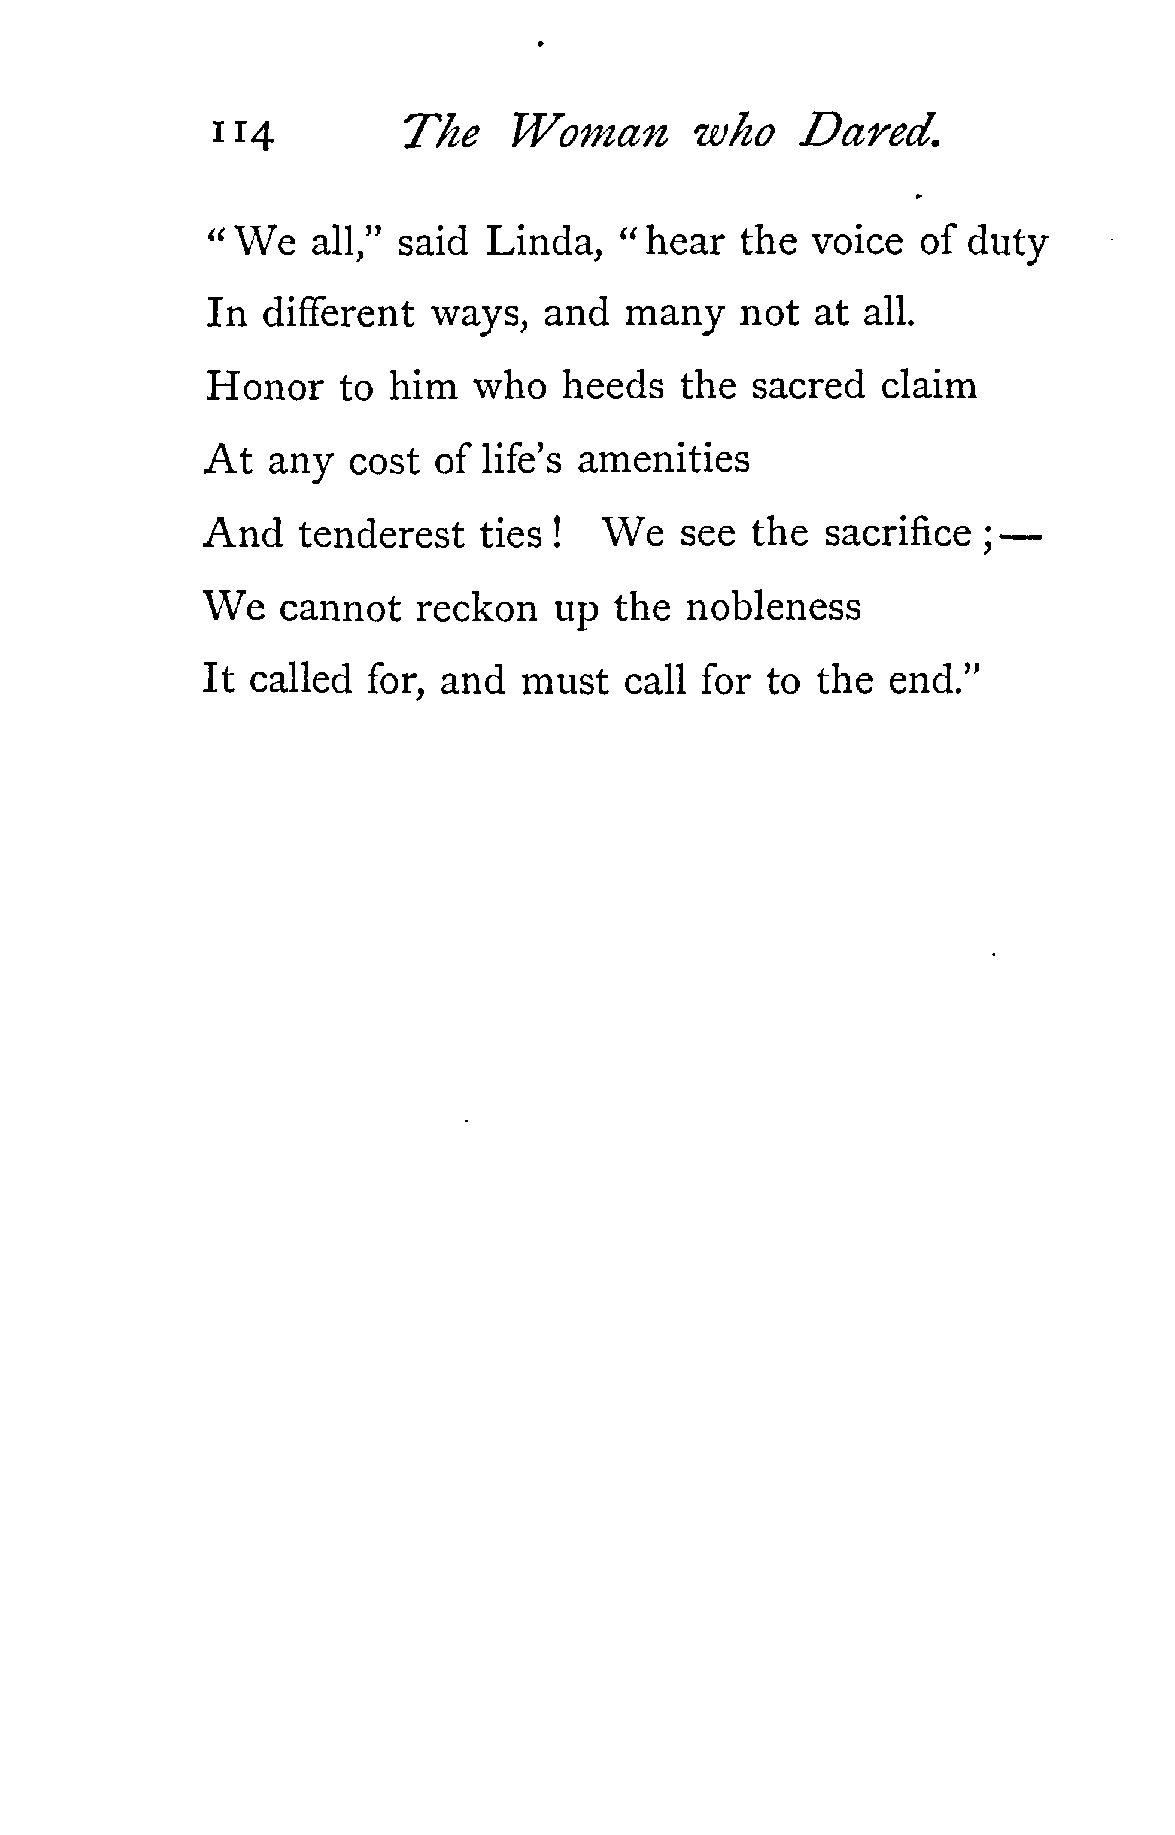 114 The Woman who Dared.
"We all," said Linda, "hear the voice of duty
In different ways, and many not at all.
Honor to him who heeds the sacred claim
At any cost of life's amenities
And tenderest ties! We see the sacrifice;—
We cannot reckon up the nobleness
It called for, and must call for to the end."